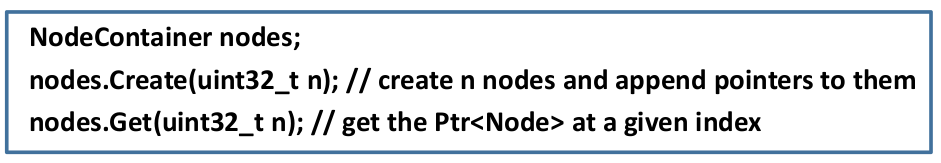 NodeContainer nodes;
nodes.Create(uint32_t n); // create n nodes and append pointers to them
nodes.Get(uint32_t n); // get the Ptr<Node> at a given index